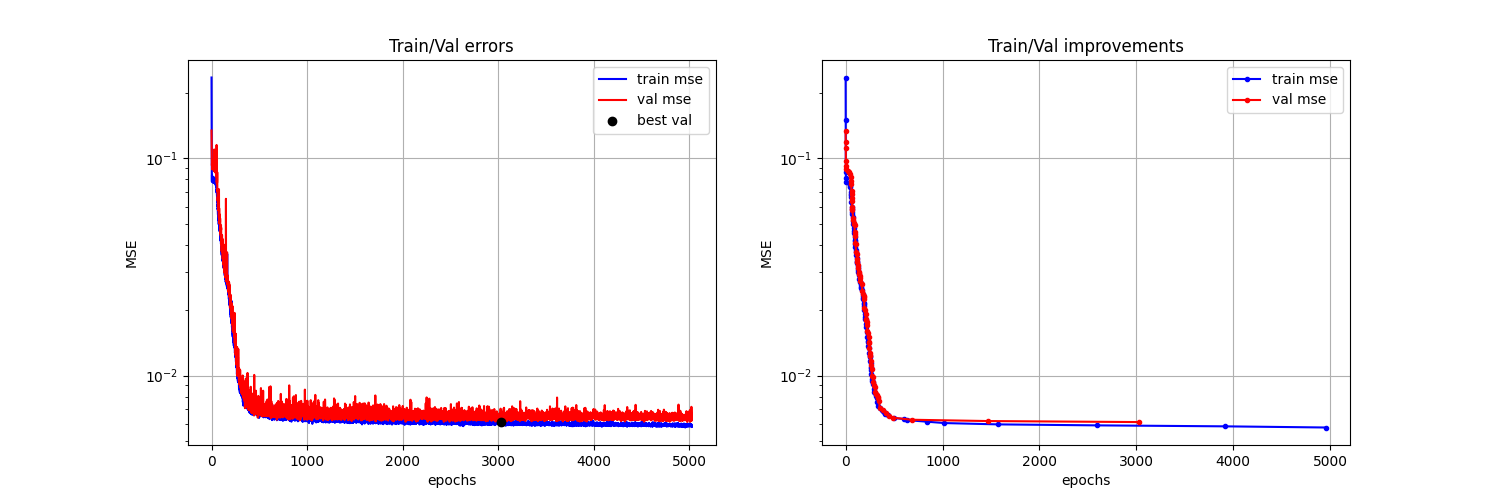 Train/Val errors
MSE
10⁻¹
10⁻²
0 1000 2000 3000 4000 5000
epochs
train mse
val mse
best val
Train/Val improvements
MSE
10⁻¹
10⁻²
0 1000 2000 3000 4000 5000
epochs
train mse
val mse